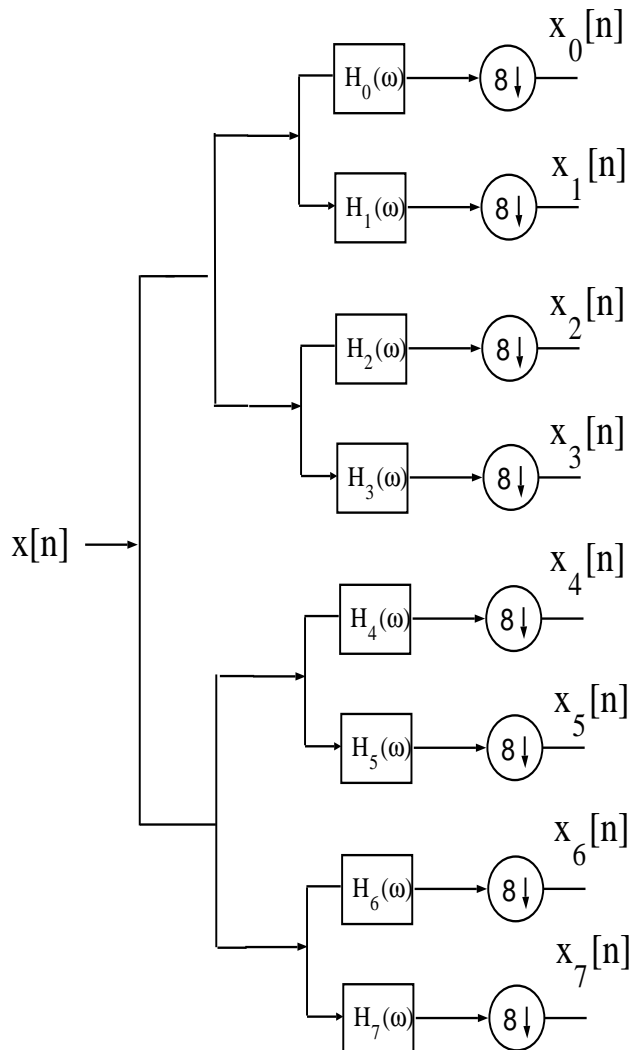 x₀[n]
H₀(ω) 8↓
x₁[n]
H₁(ω) 8↓
x₂[n]
H₂(ω) 8↓
x₃[n]
H₃(ω) 8↓
x[n]
x₄[n]
H₄(ω) 8↓
x₅[n]
H₅(ω) 8↓
x₆[n]
H₆(ω) 8↓
x₇[n]
H₇(ω) 8↓